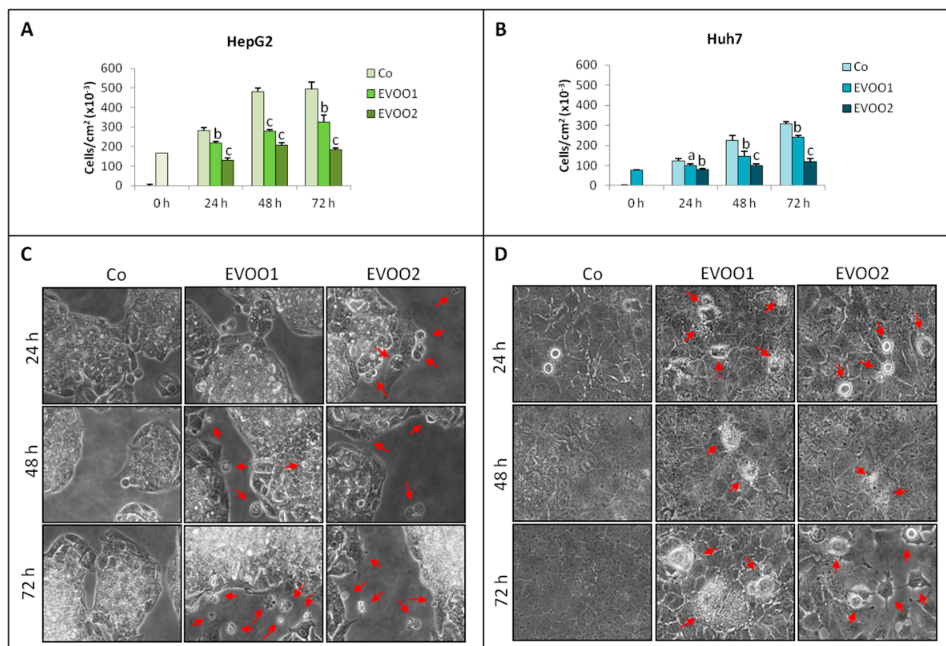 A
HepG2
Cells/cm² (x10⁻³)
600
500
400
300
200
100
0
b
c
c
c
b
c
0 h
24 h
48 h
72 h
Co
EVOO1
EVOO2
B
Huh7
Cells/cm² (x10⁻³)
600
500
400
300
200
100
0
a
b
b
c
b
c
0 h
24 h
48 h
72 h
Co
EVOO1
EVOO2
C
Co
EVOO1
EVOO2
24 h
48 h
72 h
D
Co
EVOO1
EVOO2
24 h
48 h
72 h